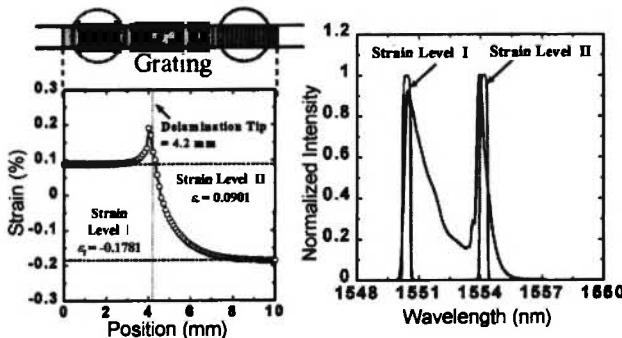 Grating
0.3
0.2
0.1
0
-0.1
-0.2
-0.3
Strain (%)
Delamination Tip
= 4.2 mm
Strain Level II
= 0.0901
Strain
Level I
= -0.1781
0 2 4 6 8 10
Position (mm)
1.2
1
0.8
0.6
0.4
0.2
0
Normalized Intensity
Strain Level I
Strain Level II
1548 1551 1554 1557 1560
Wavelength (nm)